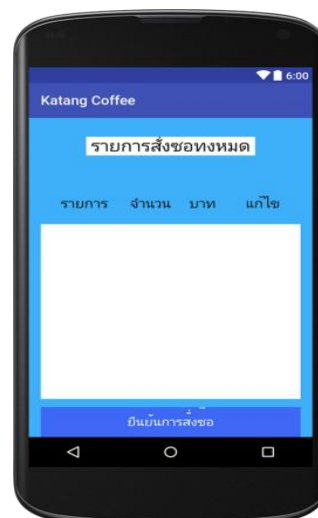 6:00
Katang Coffee
รายการสั่งซอทงหมด
รายการ จำนวน บาท แก้ไข
ยืนยันการสั่งซอ